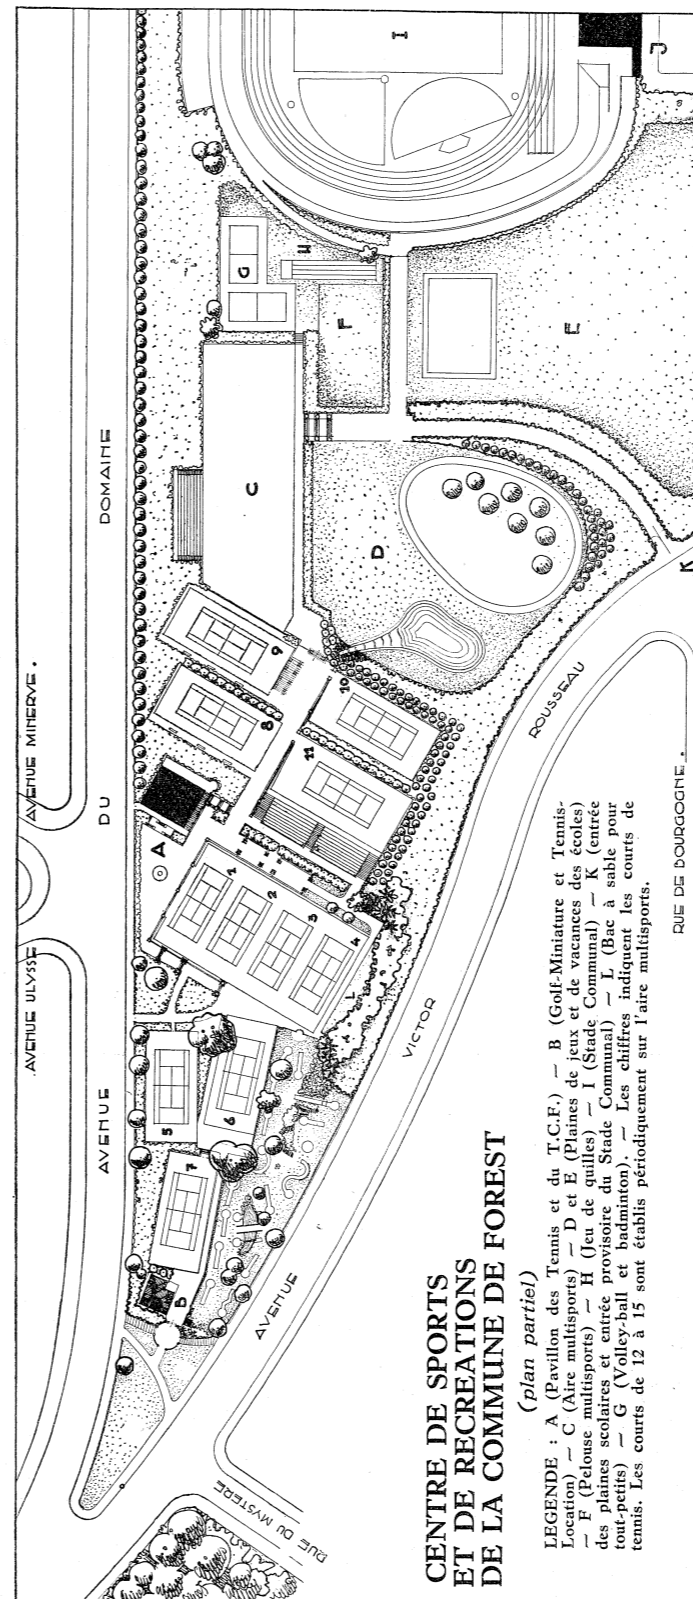 AVENUE ULYSSE
AVENUE MINERVE.
AVENUE DU DOMAINE
A
B
C
D
E
F
G
H
I
J
K
L
1
2
3
4
5
6
7
8
9
10
11
AVENUE VICTOR ROUSSEAU
RUE DU MYSTERE
RUE DE BOURGOGNE.
CENTRE DE SPORTS
ET DE RECREATIONS
DE LA COMMUNE DE FOREST
(plan partiel)
LEGENDE : A (Pavillon des Tennis et du T.C.F.) — B (Golf-Miniature et Tennis-
Location) — C (Aire multisports) — D et E (Plaines de jeux et de vacances des écoles)
— F (Pelouse multisports) — H (Jeu de quilles) — I (Stade Communal) — K (entrée
des plaines scolaires et entrée provisoire du Stade Communal) — L (Bac à sable pour
tout-petits) — G (Volley-ball et badminton). — Les chiffres indiquent les courts de
tennis. Les courts de 12 à 15 sont établis périodiquement sur l'aire multisports.